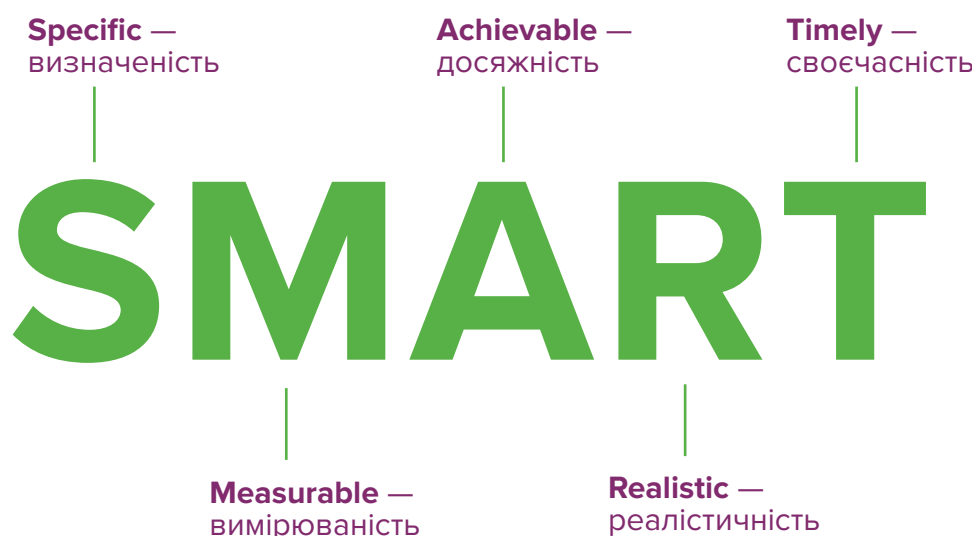 Specific —
визначеність
Achievable —
досяжність
Timely —
своєчасність
SMART
Measurable —
вимірюваність
Realistic —
реалістичність